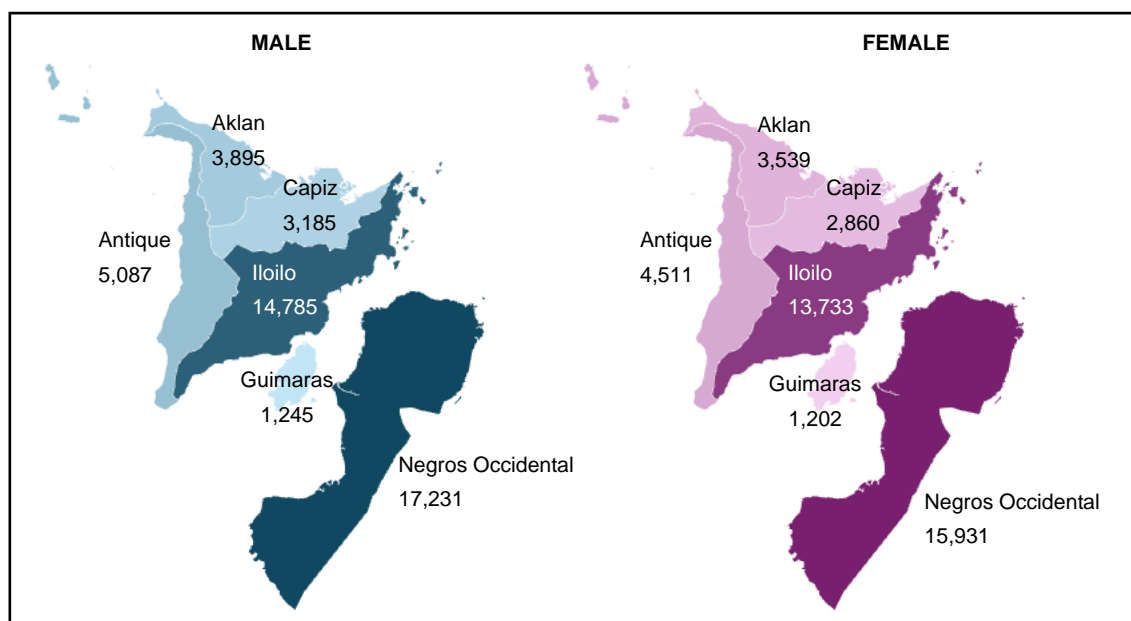 MALE
Aklan
3,895
Capiz
3,185
Antique
5,087
Iloilo
14,785
Guimaras
1,245
Negros Occidental
17,231
FEMALE
Aklan
3,539
Capiz
2,860
Antique
4,511
Iloilo
13,733
Guimaras
1,202
Negros Occidental
15,931